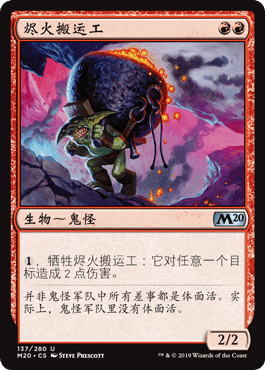 烬火搬运工
生物～鬼怪
M20
1，牺牲烬火搬运工：它对任意一个目
标造成2点伤害。
并非鬼怪军队中所有差事都是体面活。实
际上，鬼怪军队里没有体面活。
2/2
137/280 U
M20 • CS STEVE PRESCOTT
™ & © 2019 Wizards of the Coast